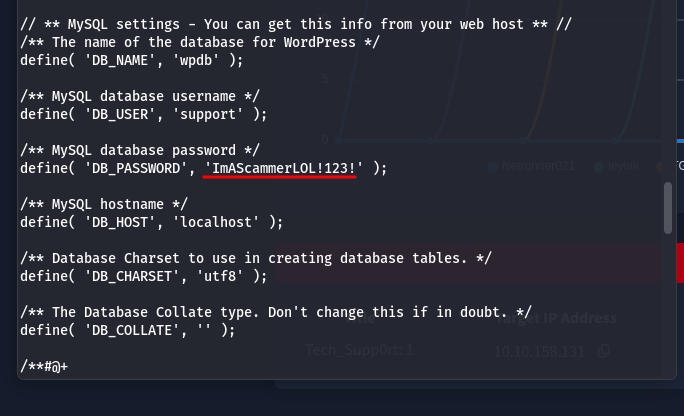 // ** MySQL settings - You can get this info from your web host ** //
/** The name of the database for WordPress */
define( 'DB_NAME', 'wpdb' );
/** MySQL database username */
define( 'DB_USER', 'support' );
/** MySQL database password */
define( 'DB_PASSWORD', 'ImAScammerLOL!123!' );
/** MySQL hostname */
define( 'DB_HOST', 'localhost' );
/** Database Charset to use in creating database tables. */
define( 'DB_CHARSET', 'utf8' );
/** The Database Collate type. Don't change this if in doubt. */
define( 'DB_COLLATE', '' );
/**#@+
5
0
Target IP Address
Tech_Supp0rt: 1
10.10.158.131